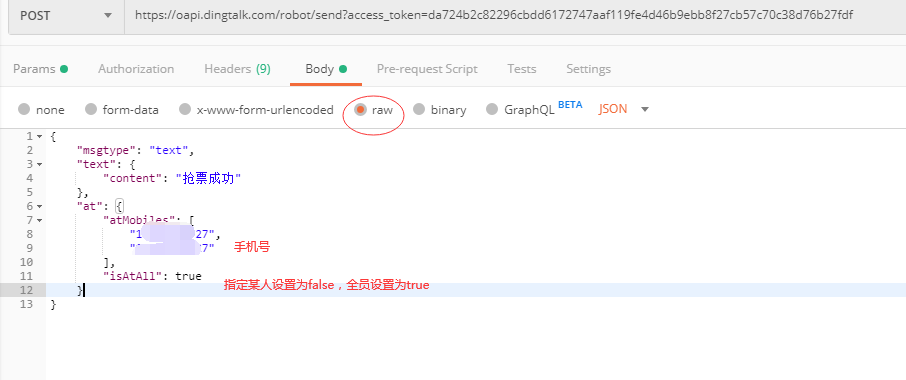 POST https://oapi.dingtalk.com/robot/send?access_token=da724b2c82296cbdd6172747aaf119fe4d46b9ebb8f27cb57c70c38d76b27fdf
Params Authorization Headers (9) Body Pre-request Script Tests Settings
none form-data x-www-form-urlencoded raw binary GraphQL BETA JSON
1 {
2 "msgtype": "text",
3 "text": {
4 "content": "抢票成功"
5 },
6 "at": {
7 "atMobiles": [
8 "1 27",
9 " 7" 手机号
10 ],
11 "isAtAll": true
指定某人设置为false，全员设置为true
12 }
13 }